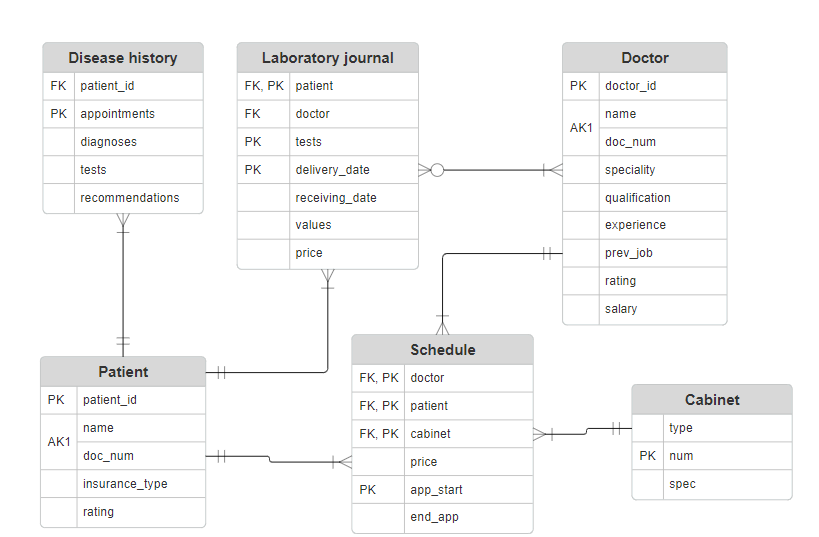 Disease history
FK patient_id
PK appointments
diagnoses
tests
recommendations
Laboratory journal
FK, PK patient
FK doctor
PK tests
PK delivery_date
receiving_date
values
price
Doctor
PK doctor_id
name
AK1
doc_num
speciality
qualification
experience
prev_job
rating
salary
Patient
PK patient_id
name
AK1
doc_num
insurance_type
rating
Schedule
FK, PK doctor
FK, PK patient
FK, PK cabinet
price
PK app_start
end_app
Cabinet
type
PK num
spec